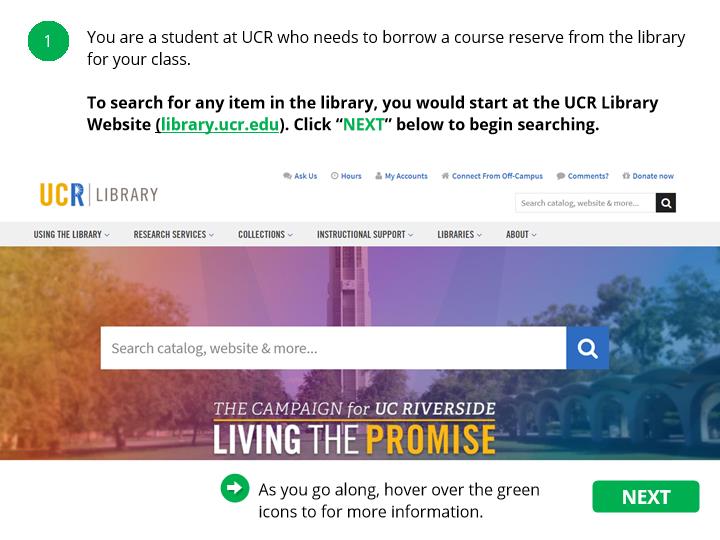 1
You are a student at UCR who needs to borrow a course reserve from the library
for your class.
To search for any item in the library, you would start at the UCR Library
Website (library.ucr.edu). Click “NEXT” below to begin searching.
Ask Us Hours My Accounts Connect From Off-Campus Comments? Donate now
UCR LIBRARY
Search catalog, website & more...
USING THE LIBRARY RESEARCH SERVICES COLLECTIONS INSTRUCTIONAL SUPPORT LIBRARIES ABOUT
Search catalog, website & more...
THE CAMPAIGN for UC RIVERSIDE
LIVING THE PROMISE
As you go along, hover over the green
icons to for more information.
NEXT